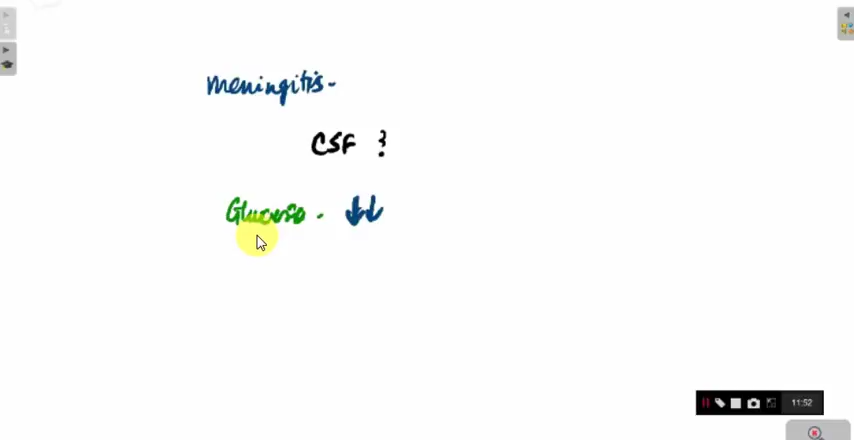 meningitis-
CSF ?
Glucose . ↓↓
11:52